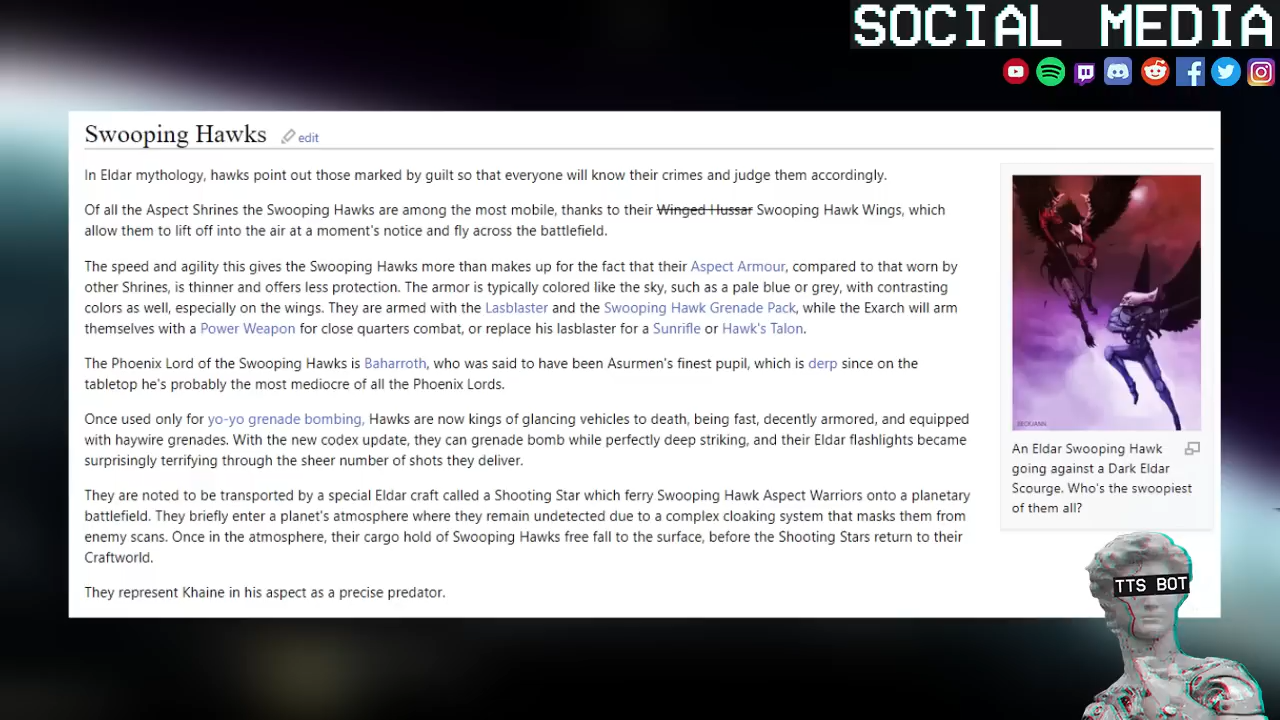 SOCIAL MEDIA
Swooping Hawks edit
In Eldar mythology, hawks point out those marked by guilt so that everyone will know their crimes and judge them accordingly.
Of all the Aspect Shrines the Swooping Hawks are among the most mobile, thanks to their Winged Hussar Swooping Hawk Wings, which
allow them to lift off into the air at a moment's notice and fly across the battlefield.
The speed and agility this gives the Swooping Hawks more than makes up for the fact that their Aspect Armour, compared to that worn by
other Shrines, is thinner and offers less protection. The armor is typically colored like the sky, such as a pale blue or grey, with contrasting
colors as well, especially on the wings. They are armed with the Lasblaster and the Swooping Hawk Grenade Pack, while the Exarch will arm
themselves with a Power Weapon for close quarters combat, or replace his lasblaster for a Sunrifle or Hawk's Talon.
The Phoenix Lord of the Swooping Hawks is Baharroth, who was said to have been Asurmen's finest pupil, which is derp since on the
tabletop he's probably the most mediocre of all the Phoenix Lords.
Once used only for yo-yo grenade bombing, Hawks are now kings of glancing vehicles to death, being fast, decently armored, and equipped
with haywire grenades. With the new codex update, they can grenade bomb while perfectly deep striking, and their Eldar flashlights became
surprisingly terrifying through the sheer number of shots they deliver.
They are noted to be transported by a special Eldar craft called a Shooting Star which ferry Swooping Hawk Aspect Warriors onto a planetary
battlefield. They briefly enter a planet's atmosphere where they remain undetected due to a complex cloaking system that masks them from
enemy scans. Once in the atmosphere, their cargo hold of Swooping Hawks free fall to the surface, before the Shooting Stars return to their
Craftworld.
They represent Khaine in his aspect as a precise predator.
An Eldar Swooping Hawk
going against a Dark Eldar
Scourge. Who's the swoopiest
of them all?
TTS BOT